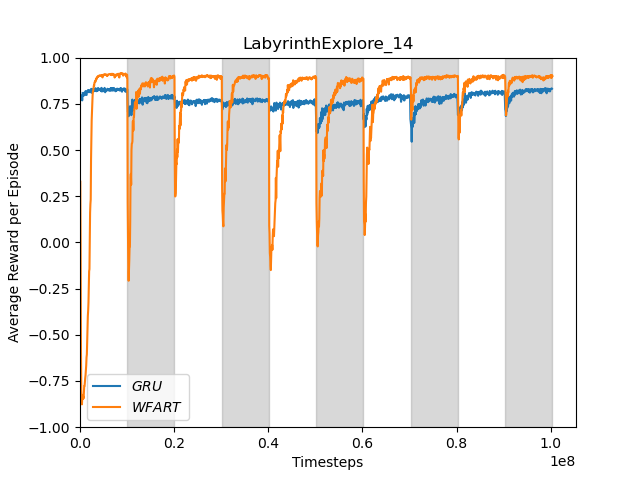 LabyrinthExplore_14
Average Reward per Episode
1.00
0.75
0.50
0.25
0.00
−0.25
−0.50
−0.75
−1.00
GRU
WFART
0.0 0.2 0.4 0.6 0.8 1.0
1e8
Timesteps